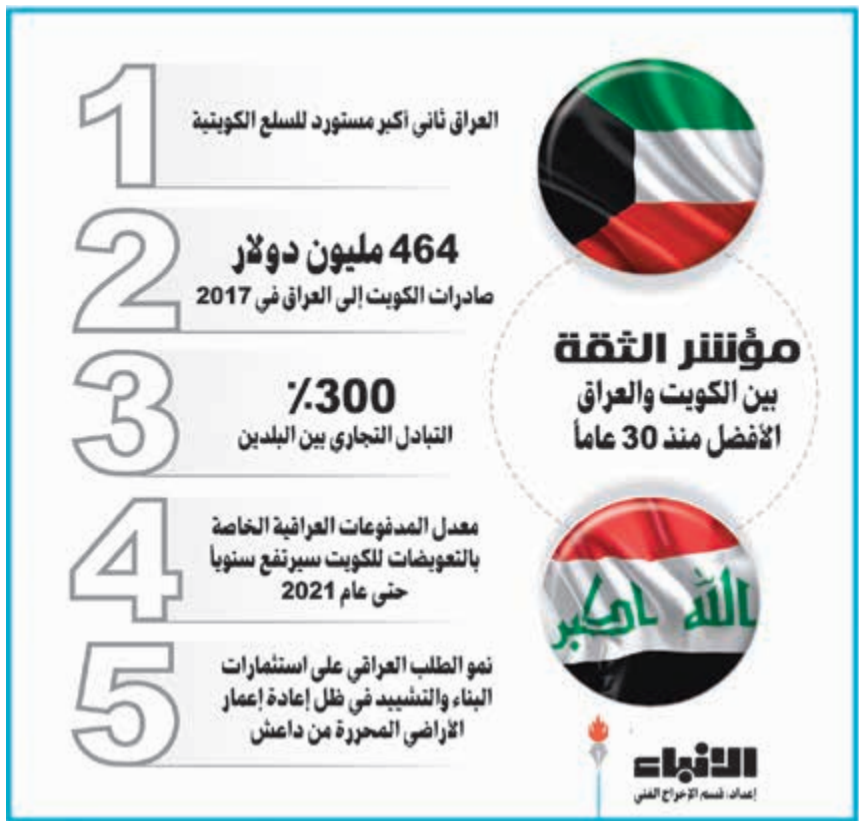 مؤشر الثقة
بين الكويت والعراق
الأفضل منذ 30 عاماً
1
العراق ثاني أكبر مستورد للسلع الكويتية
2
464 مليون دولار
صادرات الكويت إلى العراق في 2017
3
300٪
التبادل التجاري بين البلدين
4
معدل المدفوعات العراقية الخاصة
بالتعويضات للكويت سيرتفع سنوياً
حتى عام 2021
5
نمو الطلب العراقي على استثمارات
البناء والتشييد في ظل إعادة إعمار
الأراضي المحررة من داعش
الله اكبر
الأنباء
إعداد: قسم الإخراج الفني